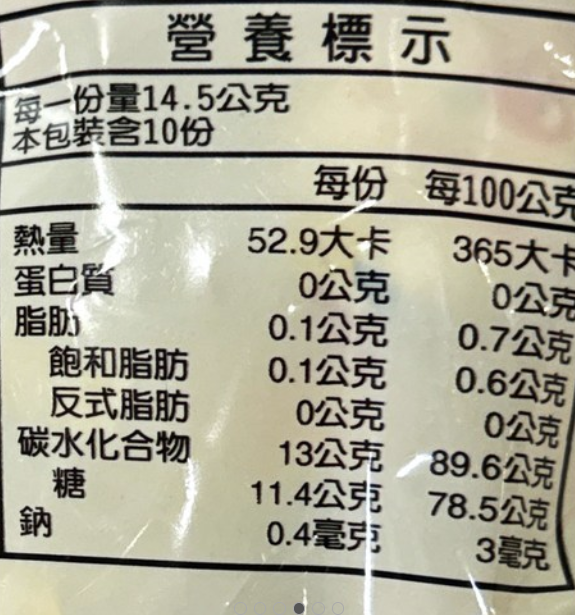 營養標示
每一份量14.5公克
本包裝含10份
每份 每100公克
熱量 52.9大卡 365大卡
蛋白質 0公克 0公克
脂肪 0.1公克 0.7公克
飽和脂肪 0.1公克 0.6公克
反式脂肪 0公克 0公克
碳水化合物 13公克 89.6公克
糖 11.4公克 78.5公克
鈉 0.4毫克 3毫克